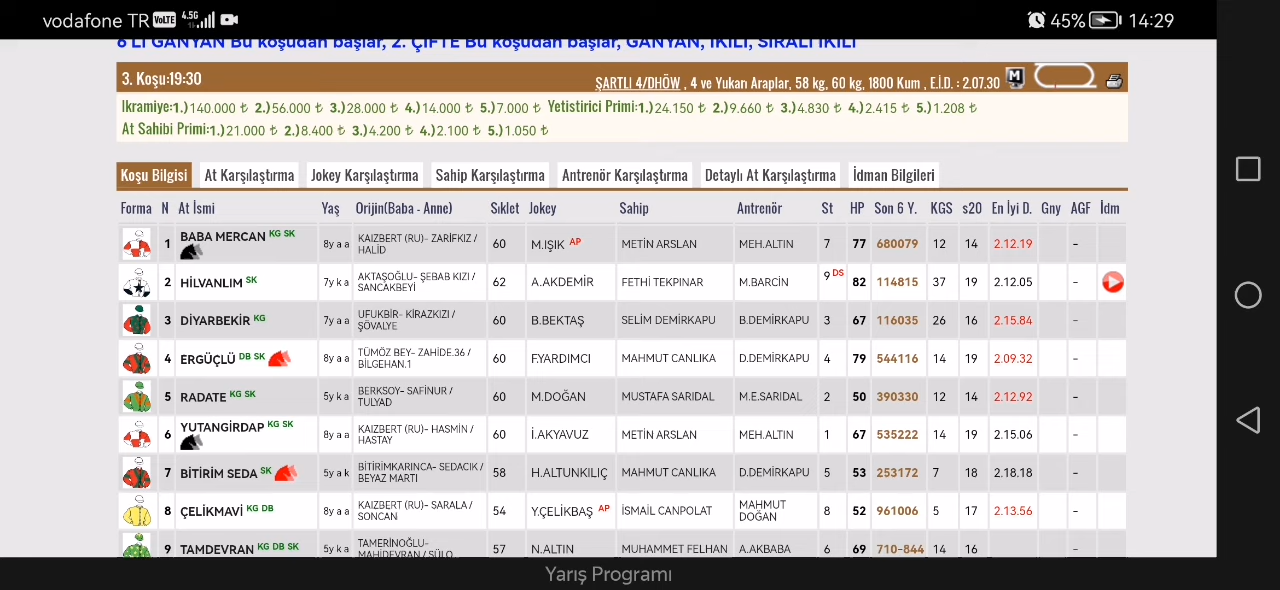 vodafone TR VoLTE 4.5G 45% 14:29
6'LI GANYAN Bu koşudan başlar, 2. ÇİFTE Bu koşudan başlar, GANYAN, İKİLİ, SIRALI İKİLİ
3. Koşu:19:30 ŞARTLI 4/DHÖW , 4 ve Yukarı Araplar, 58 kg, 60 kg, 1800 Kum , E.İ.D. : 2.07.30 M
Ikramiye:1.)140.000 ₺ 2.)56.000 ₺ 3.)28.000 ₺ 4.)14.000 ₺ 5.)7.000 ₺ Yetistirici Primi:1.)24.150 ₺ 2.)9.660 ₺ 3.)4.830 ₺ 4.)2.415 ₺ 5.)1.208 ₺
At Sahibi Primi:1.)21.000 ₺ 2.)8.400 ₺ 3.)4.200 ₺ 4.)2.100 ₺ 5.)1.050 ₺
Koşu Bilgisi At Karşılaştırma Jokey Karşılaştırma Sahip Karşılaştırma Antrenör Karşılaştırma Detaylı At Karşılaştırma İdman Bilgileri
Forma N At İsmi Yaş Orijin(Baba - Anne) Sıklet Jokey Sahip Antrenör St HP Son 6 Y. KGS s20 En İyi D. Gny AGF İdm
1 BABA MERCAN KG SK 8y a a KAIZBERT (RU)- ZARİFKIZ / HALİD 60 M.IŞIK AP METİN ARSLAN MEH.ALTIN 7 77 680079 12 14 2.12.19 -
2 HİLVANLIM SK 7y k a AKTAŞOĞLU- ŞEBAB KIZI / SANCAKBEYİ 62 A.AKDEMİR FETHİ TEKPINAR M.BARCİN 9 DS 82 114815 37 19 2.12.05 -
3 DİYARBEKİR KG 7y a a UFUKBİR- KİRAZKIZI / ŞÖVALYE 60 B.BEKTAŞ SELİM DEMİRKAPU B.DEMİRKAPU 3 67 116035 26 16 2.15.84 -
4 ERGÜÇLÜ DB SK 8y a a TÜMÖZ BEY- ZAHİDE.36 / BİLGEHAN.1 60 F.YARDIMCI MAHMUT CANLIKA D.DEMİRKAPU 4 79 544116 14 19 2.09.32 -
5 RADATE KG SK 5y k a BERKSOY- SAFİNUR / TULYAD 60 M.DOĞAN MUSTAFA SARIDAL M.E.SARIDAL 2 50 390330 12 14 2.12.92 -
6 YUTANGİRDAP KG SK 8y a a KAIZBERT (RU)- HASMİN / HASTAY 60 İ.AKYAVUZ METİN ARSLAN MEH.ALTIN 1 67 535222 14 19 2.15.06 -
7 BİTİRİM SEDA SK 5y a k BİTİRİMKARINCA- SEDACIK / BEYAZ MARTI 58 H.ALTUNKILIÇ MAHMUT CANLIKA D.DEMİRKAPU 5 53 253172 7 18 2.18.18 -
8 ÇELİKMAVİ KG DB 8y a a KAIZBERT (RU)- SARALA / SONCAN 54 Y.ÇELİKBAŞ AP İSMAİL CANPOLAT MAHMUT DOĞAN 8 52 961006 5 17 2.13.56 -
9 TAMDEVRAN KG DB SK 5y k a TAMERİNOĞLU- MAHİDEVRAN / SÜLO 57 N.ALTIN MUHAMMET FELHAN A.AKBABA 6 69 710-844 14 16 -
Yarış Programı